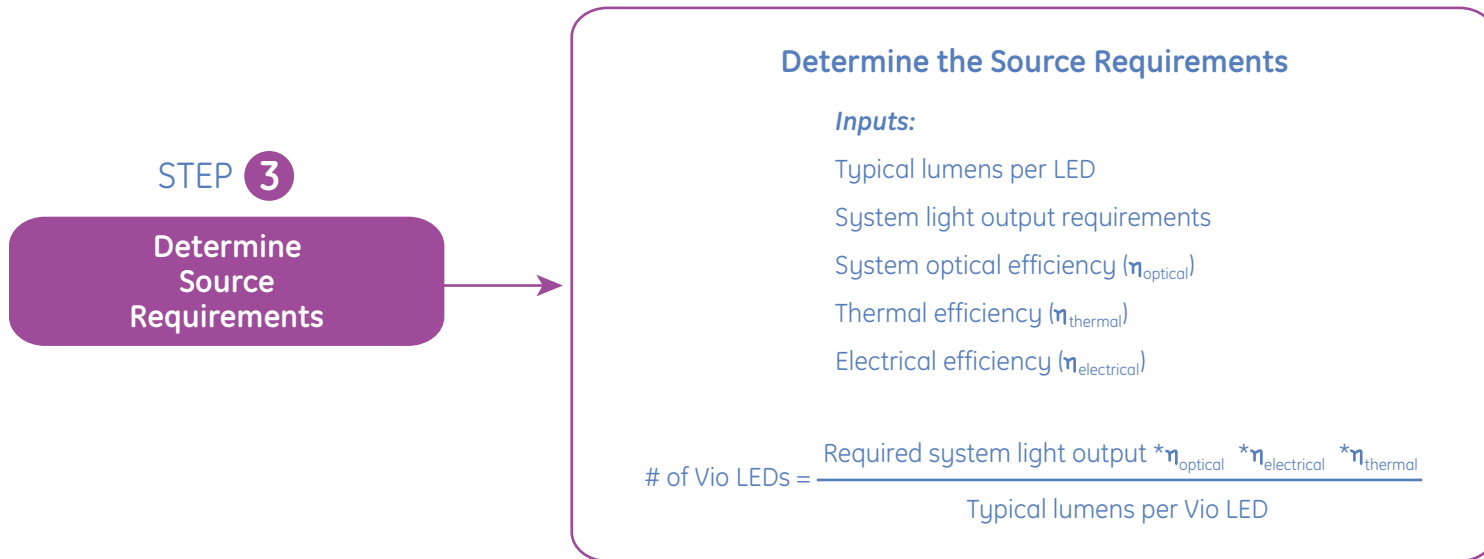 STEP 3
Determine
Source
Requirements
Determine the Source Requirements
Inputs:
Typical lumens per LED
System light output requirements
System optical efficiency (ηoptical)
Thermal efficiency (ηthermal)
Electrical efficiency (ηelectrical)
# of Vio LEDs =
Required system light output *ηoptical *ηelectrical *ηthermal
Typical lumens per Vio LED